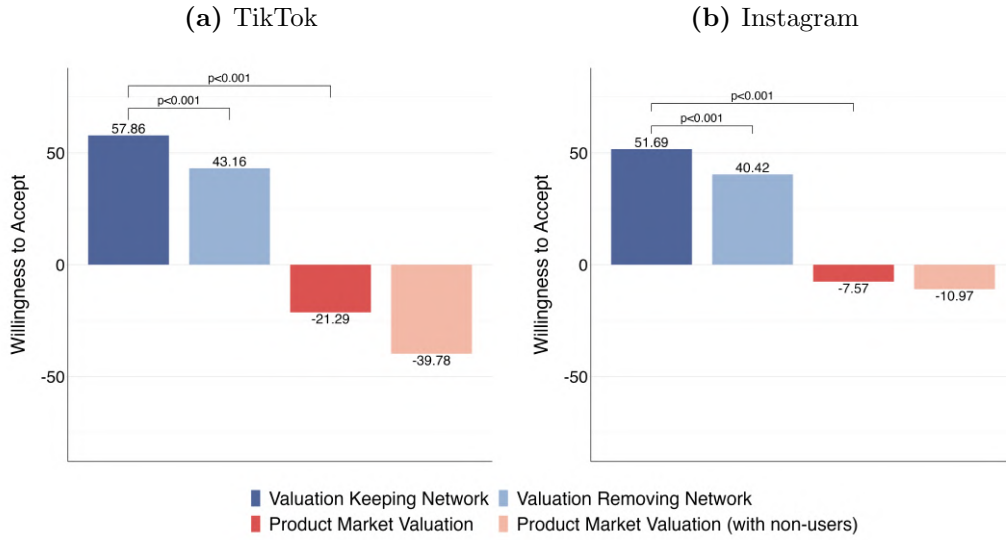 (a) TikTok
(b) Instagram
Willingness to Accept
50
0
-50
p<0.001
p<0.001
57.86
43.16
-21.29
-39.78
Willingness to Accept
50
0
-50
p<0.001
p<0.001
51.69
40.42
-7.57
-10.97
Valuation Keeping Network
Valuation Removing Network
Product Market Valuation
Product Market Valuation (with non-users)